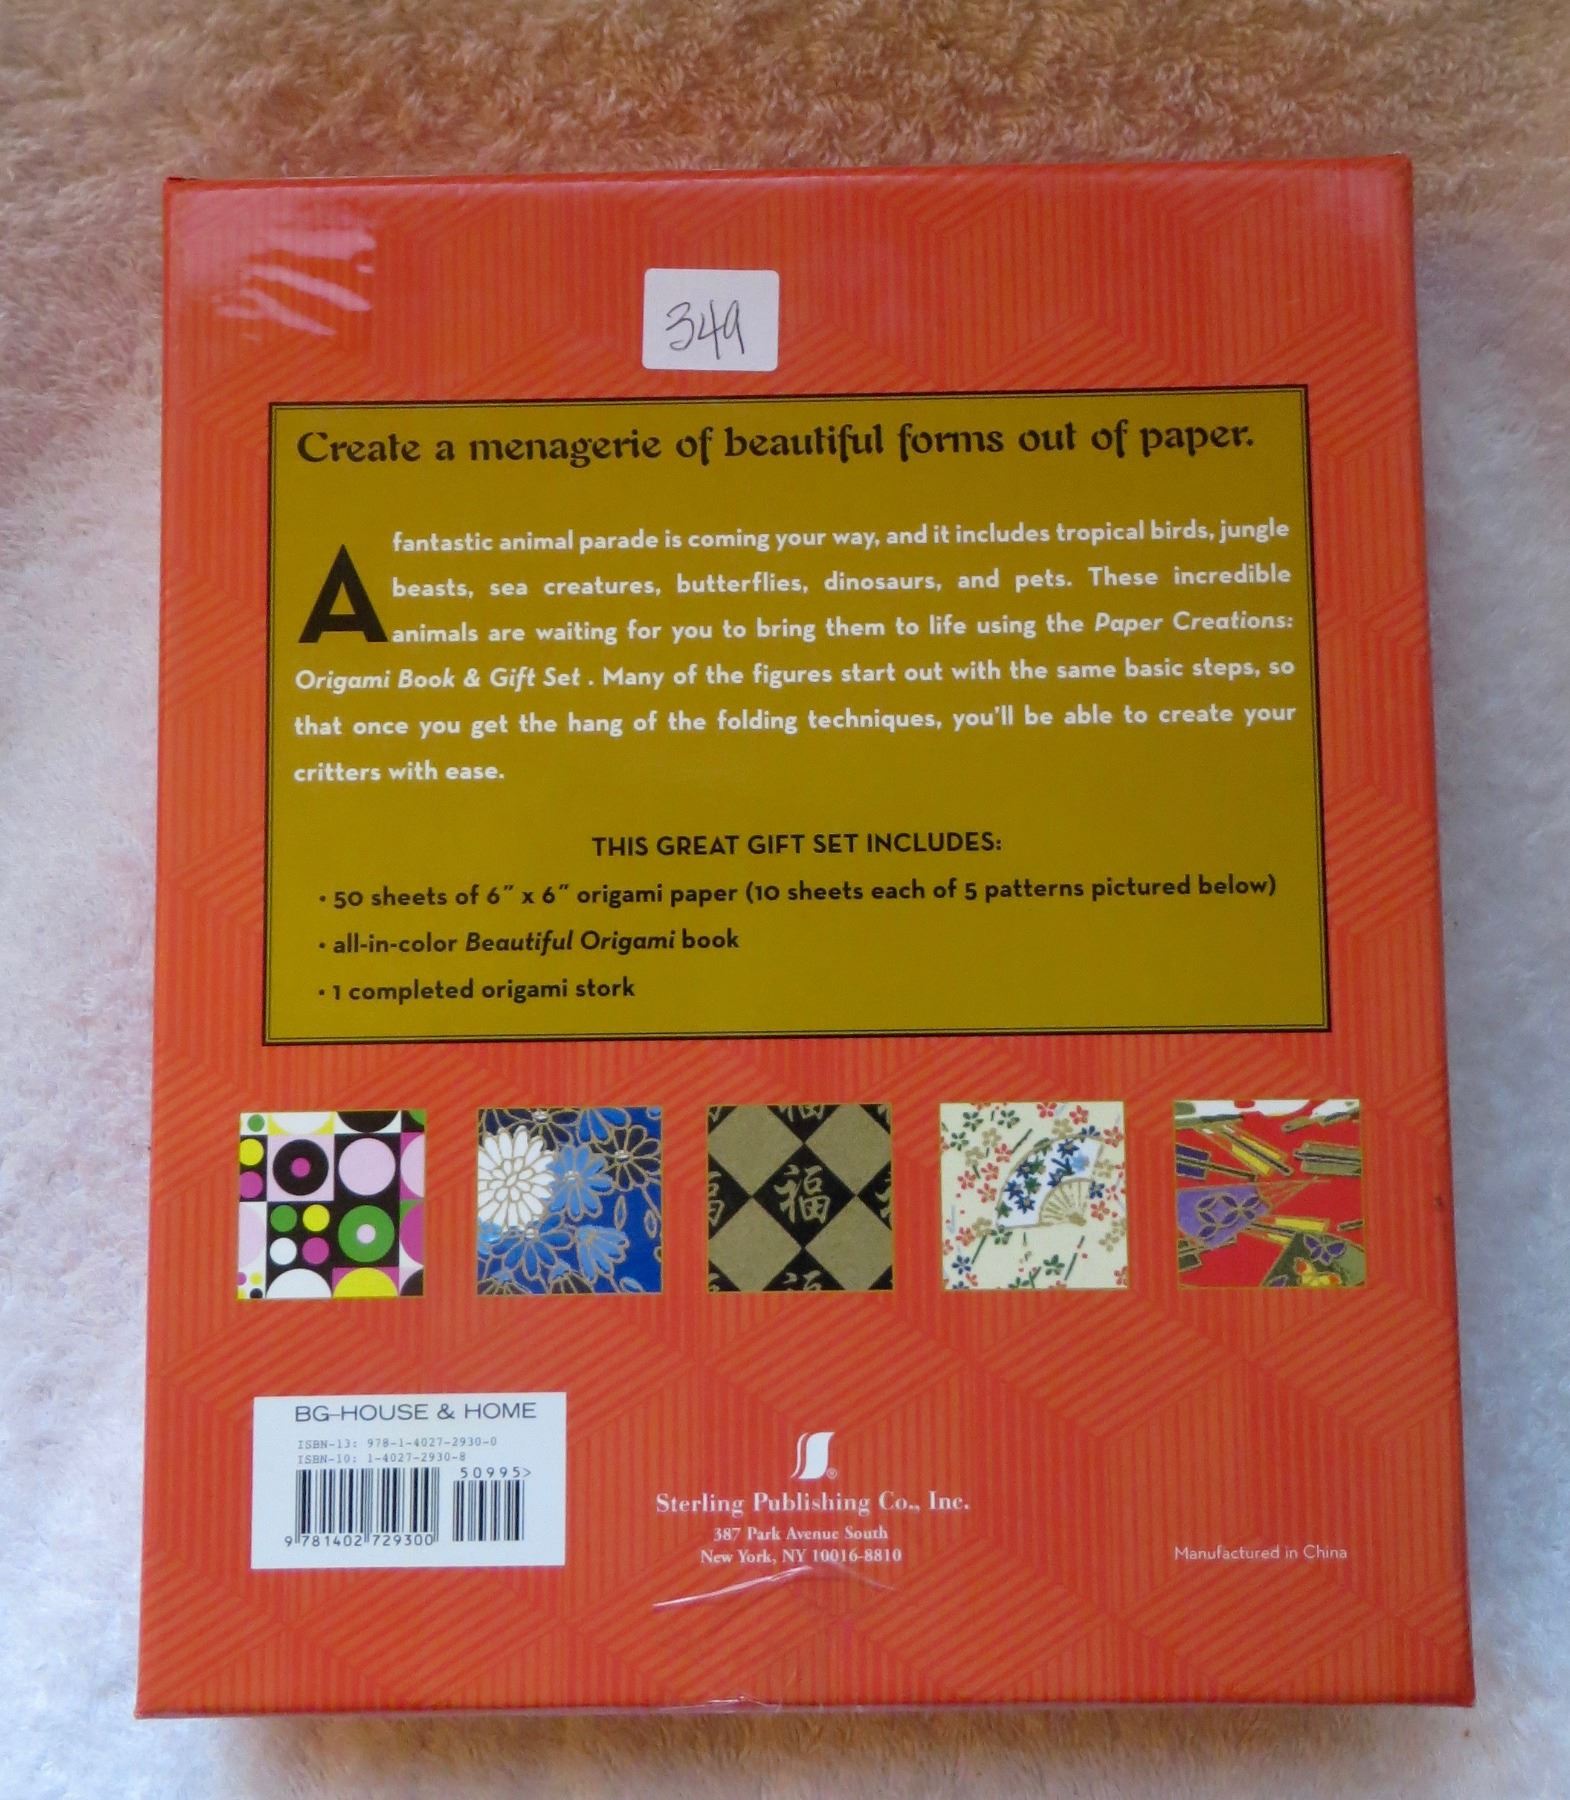 349
Create a menagerie of beautiful forms out of paper.
A fantastic animal parade is coming your way, and it includes tropical birds, jungle
beasts, sea creatures, butterflies, dinosaurs, and pets. These incredible
animals are waiting for you to bring them to life using the Paper Creations:
Origami Book & Gift Set . Many of the figures start out with the same basic steps, so
that once you get the hang of the folding techniques, you'll be able to create your
critters with ease.
THIS GREAT GIFT SET INCLUDES:
• 50 sheets of 6" x 6" origami paper (10 sheets each of 5 patterns pictured below)
• all-in-color Beautiful Origami book
• 1 completed origami stork
福
BG-HOUSE & HOME
ISBN-13: 978-1-4027-2930-0
ISBN-10: 1-4027-2930-8
50995>
9 781402 729300
Sterling Publishing Co., Inc.
387 Park Avenue South
New York, NY 10016-8810
Manufactured in China